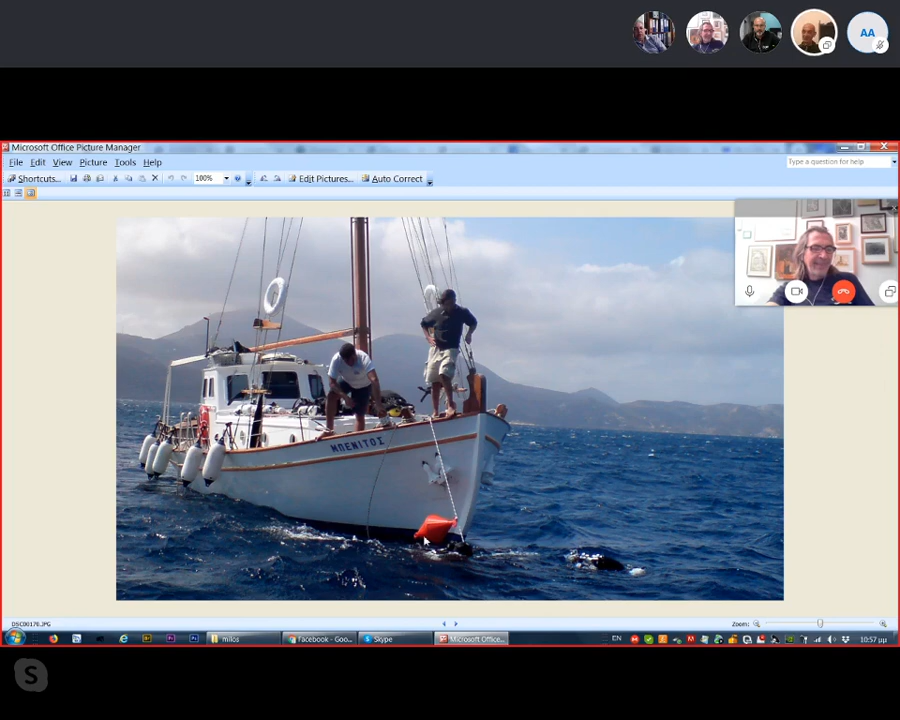 AA
Microsoft Office Picture Manager
File Edit View Picture Tools Help
Type a question for help
Shortcuts... 100% Edit Pictures... Auto Correct
ΜΠΕΝΙΤΟΣ
DSC00170.JPG
Zoom:
milos Facebook - Goo... Skype Microsoft Office... EN 10:57 μμ
S